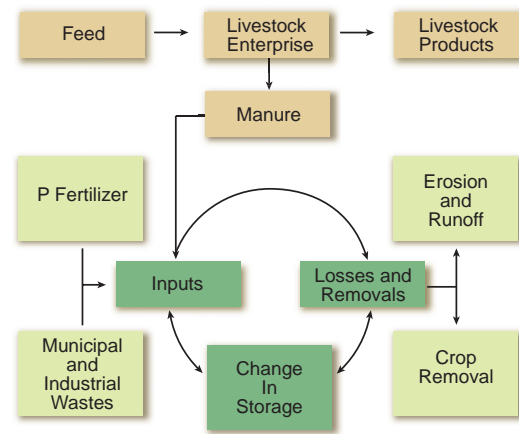 Feed
Livestock
Enterprise
Livestock
Products
Manure
P Fertilizer
Erosion
and
Runoff
Inputs
Losses and
Removals
Municipal
and
Industrial
Wastes
Change
In
Storage
Crop
Removal